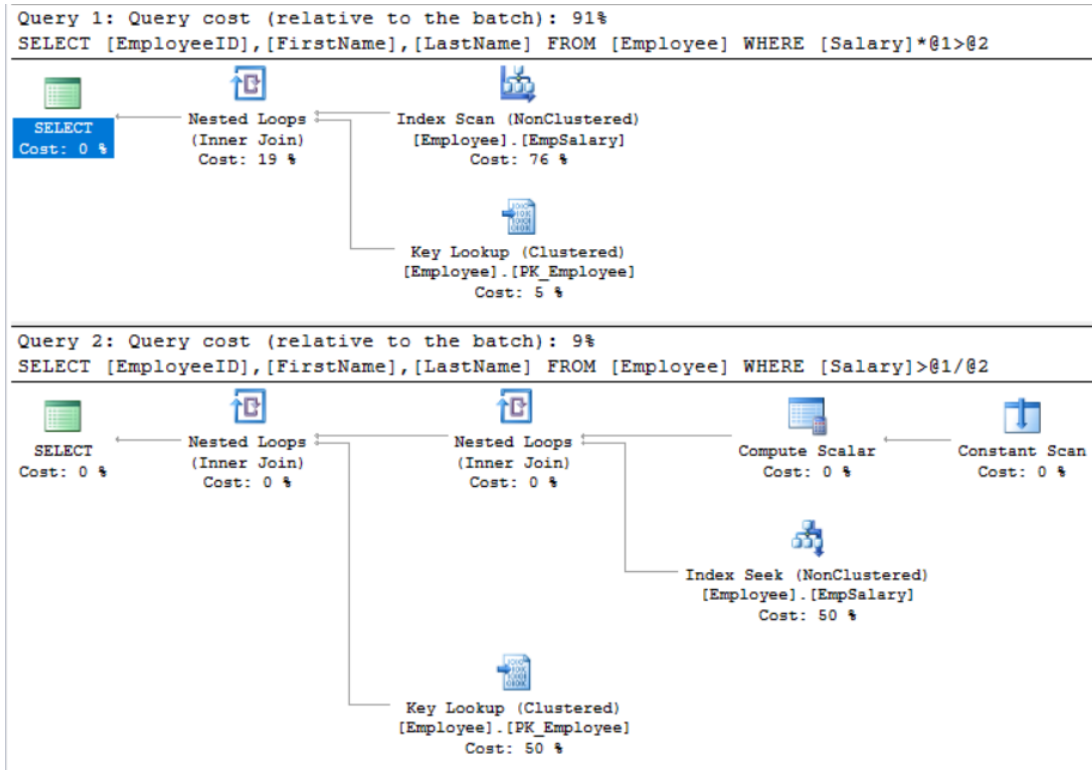 Query 1: Query cost (relative to the batch): 91%
SELECT [EmployeeID],[FirstName],[LastName] FROM [Employee] WHERE [Salary]*@1>@2
SELECT
Cost: 0 %
Nested Loops
(Inner Join)
Cost: 19 %
Index Scan (NonClustered)
[Employee].[EmpSalary]
Cost: 76 %
Key Lookup (Clustered)
[Employee].[PK_Employee]
Cost: 5 %
Query 2: Query cost (relative to the batch): 9%
SELECT [EmployeeID],[FirstName],[LastName] FROM [Employee] WHERE [Salary]>@1/@2
SELECT
Cost: 0 %
Nested Loops
(Inner Join)
Cost: 0 %
Nested Loops
(Inner Join)
Cost: 0 %
Compute Scalar
Cost: 0 %
Constant Scan
Cost: 0 %
Index Seek (NonClustered)
[Employee].[EmpSalary]
Cost: 50 %
Key Lookup (Clustered)
[Employee].[PK_Employee]
Cost: 50 %